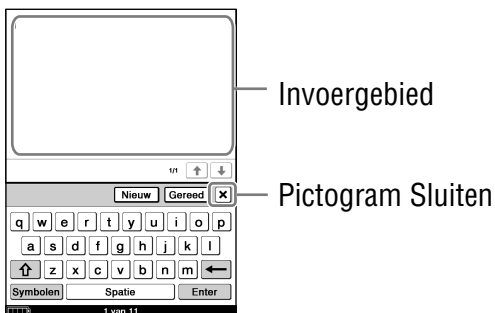 Invoergebied
1/1
Nieuw Gereed X
Pictogram Sluiten
q w e r t y u i o p
a s d f g h j k l
z x c v b n m
Symbolen Spatie Enter
1 van 11